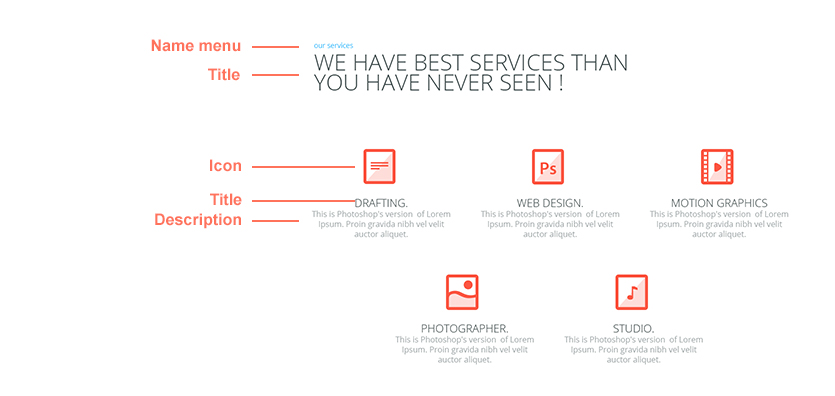 Name menu
our services
Title
WE HAVE BEST SERVICES THAN
YOU HAVE NEVER SEEN !
Icon
Ps
Title
DRAFTING.
WEB DESIGN.
MOTION GRAPHICS
Description
This is Photoshop's version of Lorem
Ipsum. Proin gravida nibh vel velit
auctor aliquet.
This is Photoshop's version of Lorem
Ipsum. Proin gravida nibh vel velit
auctor aliquet.
This is Photoshop's version of Lorem
Ipsum. Proin gravida nibh vel velit
auctor aliquet.
PHOTOGRAPHER.
This is Photoshop's version of Lorem
Ipsum. Proin gravida nibh vel velit
auctor aliquet.
STUDIO.
This is Photoshop's version of Lorem
Ipsum. Proin gravida nibh vel velit
auctor aliquet.